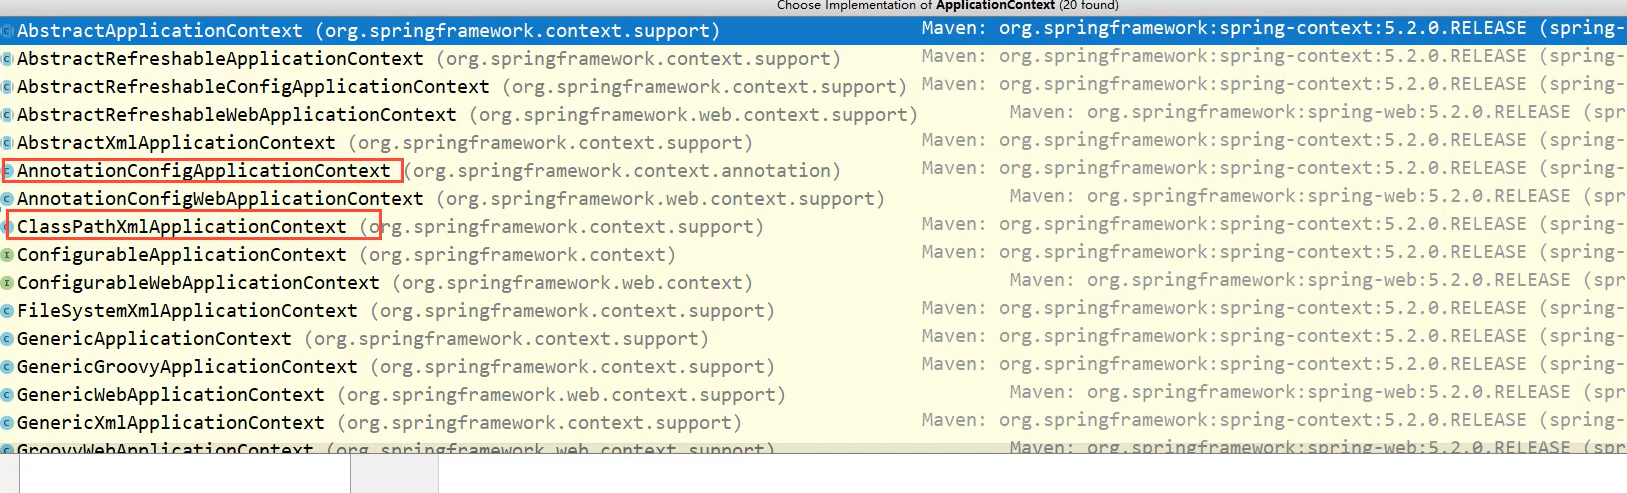 Choose Implementation of ApplicationContext (20 found)
AbstractApplicationContext (org.springframework.context.support) Maven: org.springframework:spring-context:5.2.0.RELEASE (spring-
AbstractRefreshableApplicationContext (org.springframework.context.support) Maven: org.springframework:spring-context:5.2.0.RELEASE (spring-
AbstractRefreshableConfigApplicationContext (org.springframework.context.support) Maven: org.springframework:spring-context:5.2.0.RELEASE (spring-
AbstractRefreshableWebApplicationContext (org.springframework.web.context.support) Maven: org.springframework:spring-web:5.2.0.RELEASE (spr
AbstractXmlApplicationContext (org.springframework.context.support) Maven: org.springframework:spring-context:5.2.0.RELEASE (spring-
AnnotationConfigApplicationContext (org.springframework.context.annotation) Maven: org.springframework:spring-context:5.2.0.RELEASE (spring-
AnnotationConfigWebApplicationContext (org.springframework.web.context.support) Maven: org.springframework:spring-web:5.2.0.RELEASE (spr
ClassPathXmlApplicationContext (org.springframework.context.support) Maven: org.springframework:spring-context:5.2.0.RELEASE (spring-
ConfigurableApplicationContext (org.springframework.context) Maven: org.springframework:spring-context:5.2.0.RELEASE (spring-
ConfigurableWebApplicationContext (org.springframework.web.context) Maven: org.springframework:spring-web:5.2.0.RELEASE (spr
FileSystemXmlApplicationContext (org.springframework.context.support) Maven: org.springframework:spring-context:5.2.0.RELEASE (spring-
GenericApplicationContext (org.springframework.context.support) Maven: org.springframework:spring-context:5.2.0.RELEASE (spring-
GenericGroovyApplicationContext (org.springframework.context.support) Maven: org.springframework:spring-context:5.2.0.RELEASE (spring-
GenericWebApplicationContext (org.springframework.web.context.support) Maven: org.springframework:spring-web:5.2.0.RELEASE (spr
GenericXmlApplicationContext (org.springframework.context.support) Maven: org.springframework:spring-context:5.2.0.RELEASE (spring-
GroovyWebApplicationContext (org.springframework.web.context.support) Maven: org.springframework:spring-web:5.2.0.RELEASE (spr